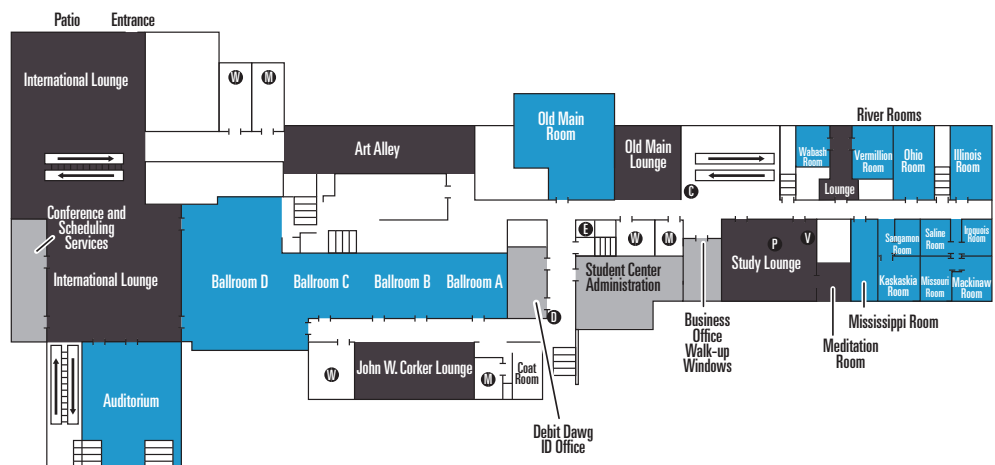 Patio
Entrance
International Lounge
W
M
Art Alley
Old Main
Room
Old Main
Lounge
River Rooms
Wabash
Room
Vermillion
Room
Ohio
Room
Illinois
Room
Lounge
C
Conference and
Scheduling
Services
International Lounge
Ballroom D
Ballroom C
Ballroom B
Ballroom A
E
W
M
Student Center
Administration
P
V
Study Lounge
Sangamon
Room
Saline
Room
Iroquois
Room
Kaskaskia
Room
Missouri
Room
Mackinaw
Room
D
Business
Office
Walk-up
Windows
Mississippi Room
Meditation
Room
W
John W. Corker Lounge
M
Coat
Room
Auditorium
Debit Dawg
ID Office